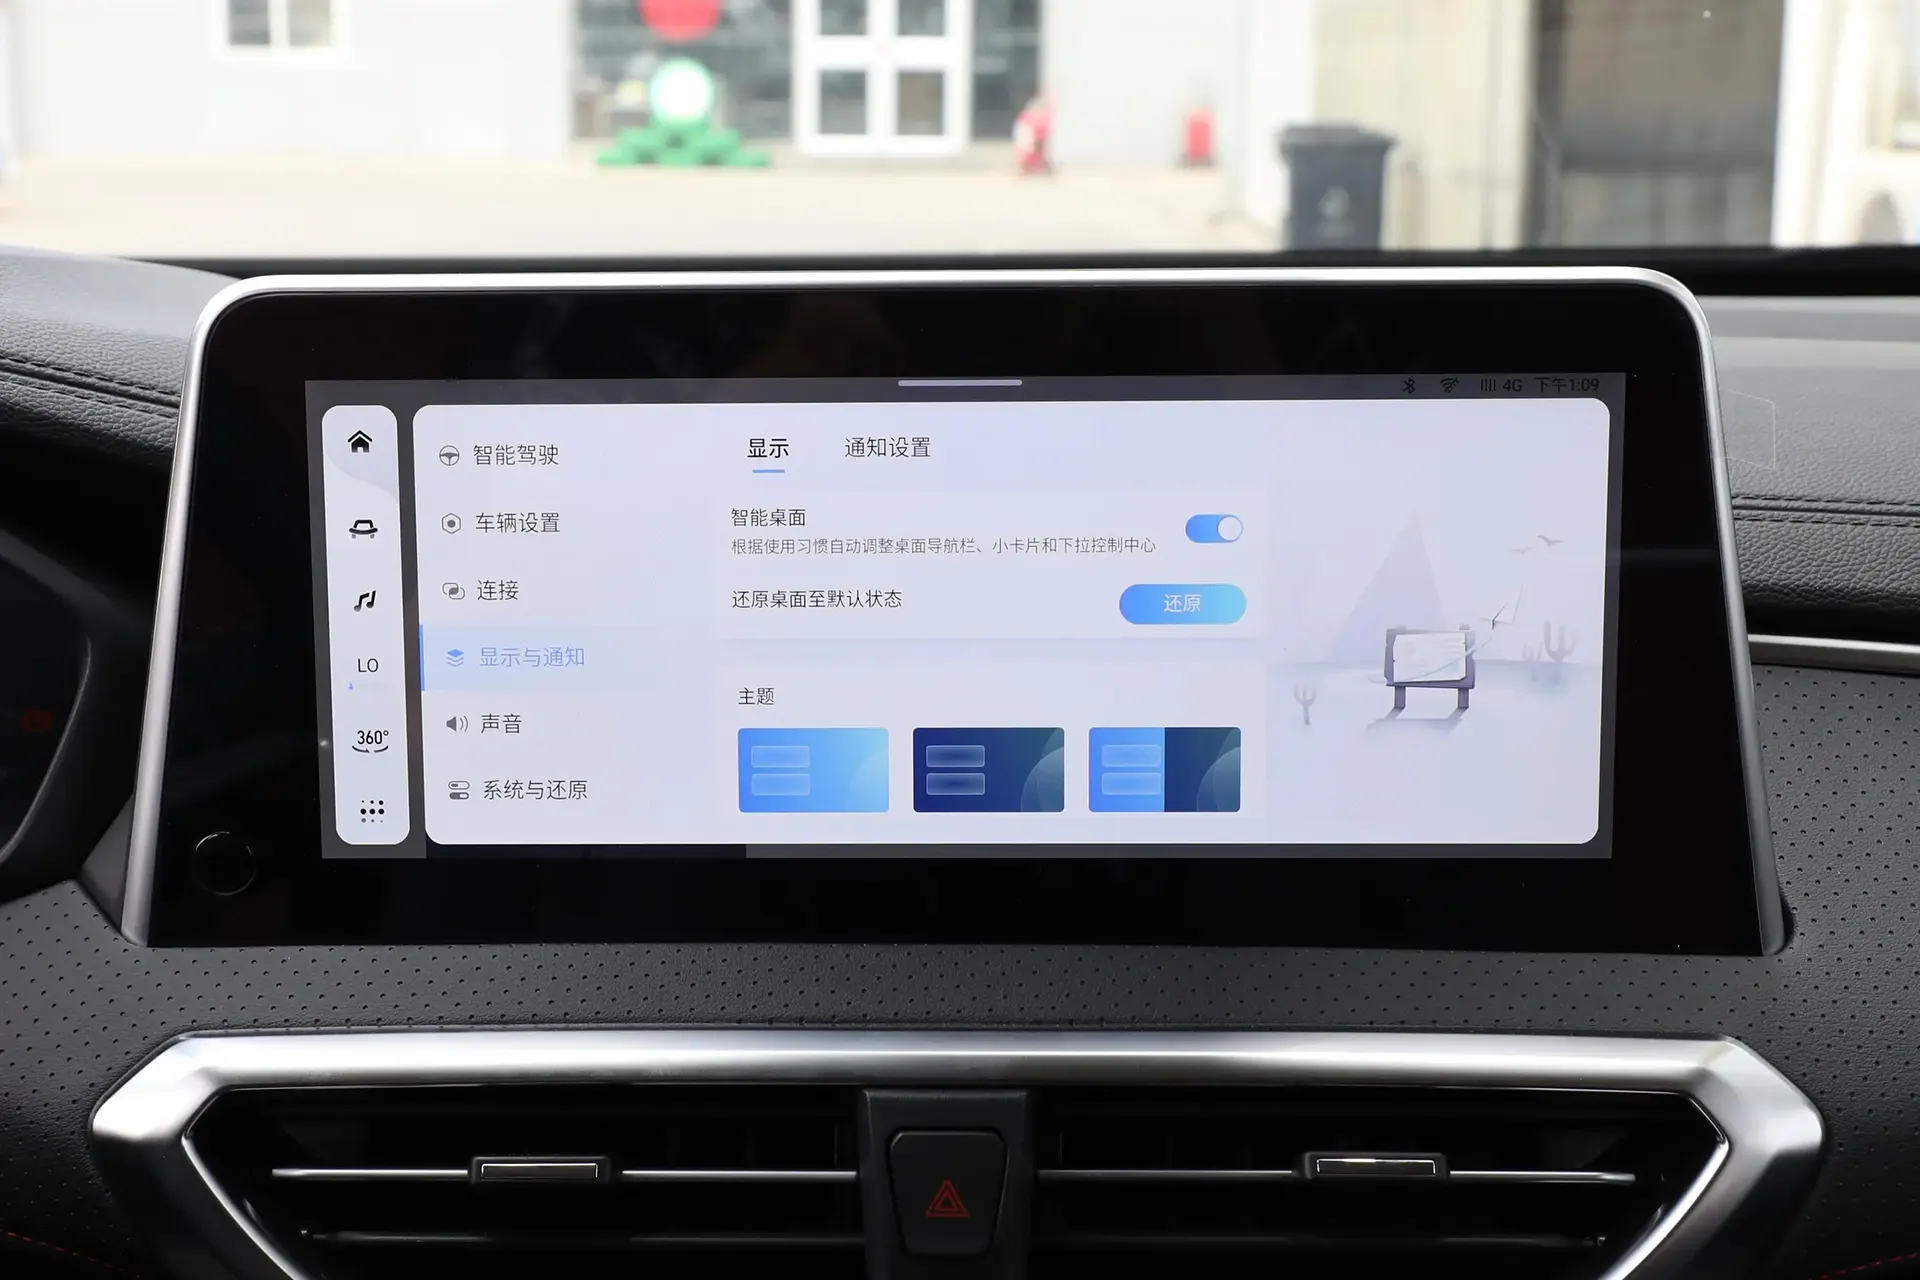 4G 下午1:09
LO
360°
智能驾驶
车辆设置
连接
显示与通知
声音
系统与还原
显示 通知设置
智能桌面
根据使用习惯自动调整桌面导航栏、小卡片和下拉控制中心
还原桌面至默认状态 还原
主题